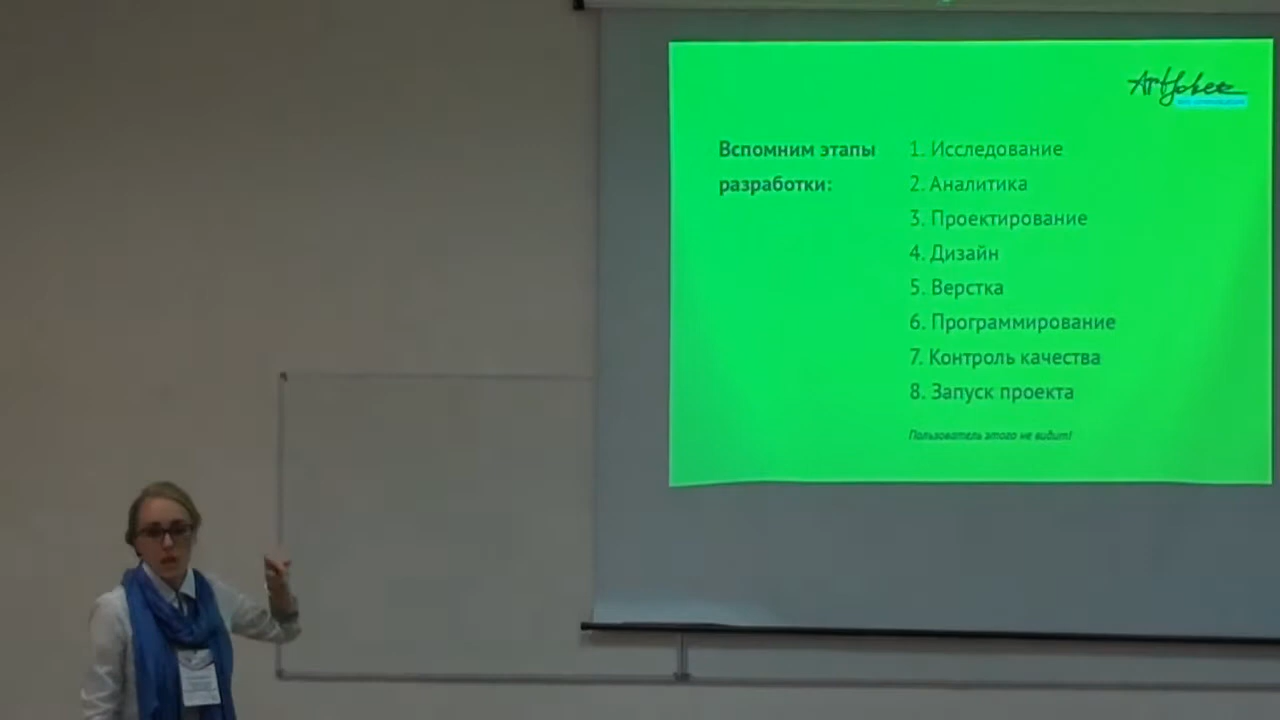 ArtJoker
Вспомним этапы
разработки:
1. Исследование
2. Аналитика
3. Проектирование
4. Дизайн
5. Верстка
6. Программирование
7. Контроль качества
8. Запуск проекта
Пользователь этого не видит!